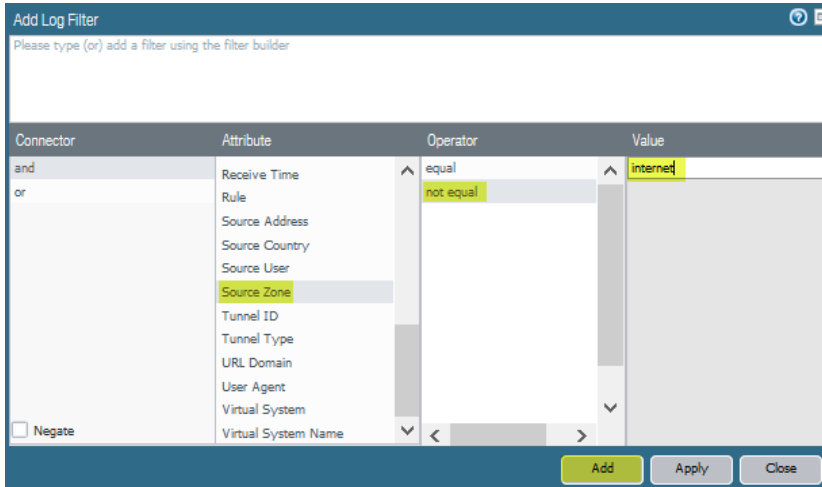 Add Log Filter
Please type (or) add a filter using the filter builder
Connector
Attribute
Operator
Value
and
or
Negate
Receive Time
Rule
Source Address
Source Country
Source User
Source Zone
Tunnel ID
Tunnel Type
URL Domain
User Agent
Virtual System
Virtual System Name
equal
not equal
internet
Add
Apply
Close